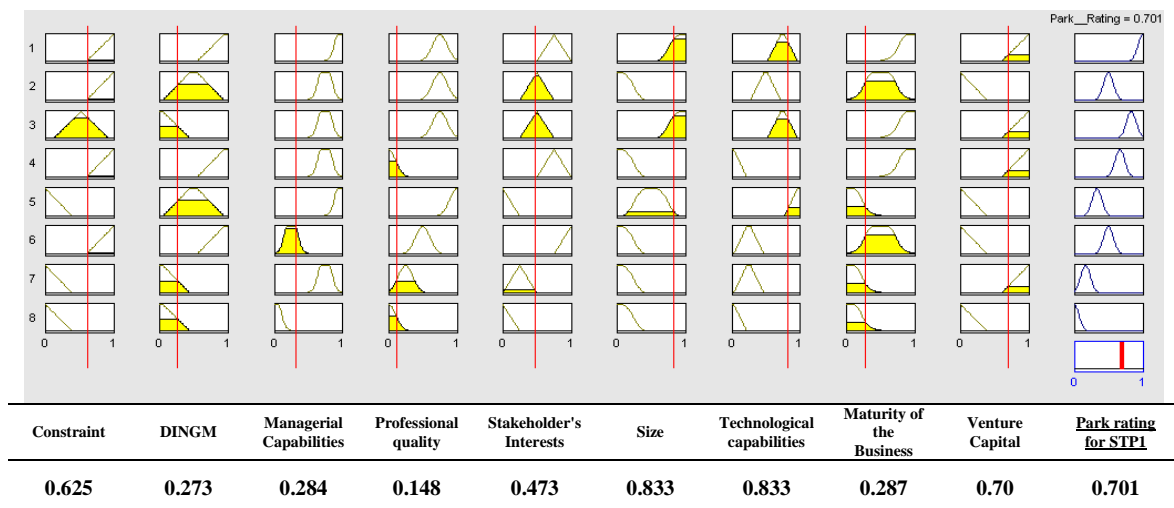 Park__Rating = 0.701
1
2
3
4
5
6
7
8
0 1 0 1 0 1 0 1 0 1 0 1 0 1 0 1 0 1
0 1
Constraint DINGM Managerial Capabilities Professional quality Stakeholder's Interests Size Technological capabilities Maturity of the Business Venture Capital Park rating for STP1
0.625 0.273 0.284 0.148 0.473 0.833 0.833 0.287 0.70 0.701